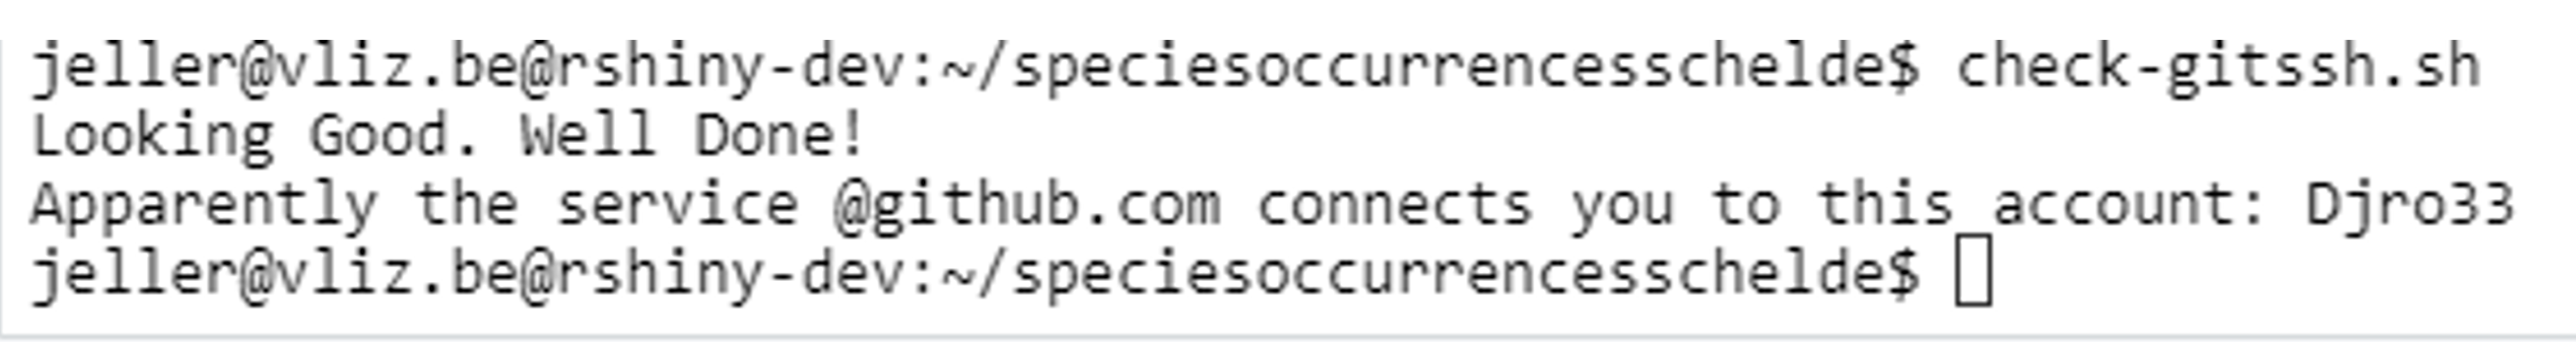 jeller@vliz.be@rshiny-dev:~/speciesoccurrencesschelde$ check-gitssh.sh
Looking Good. Well Done!
Apparently the service @github.com connects you to this account: Djro33
jeller@vliz.be@rshiny-dev:~/speciesoccurrencesschelde$